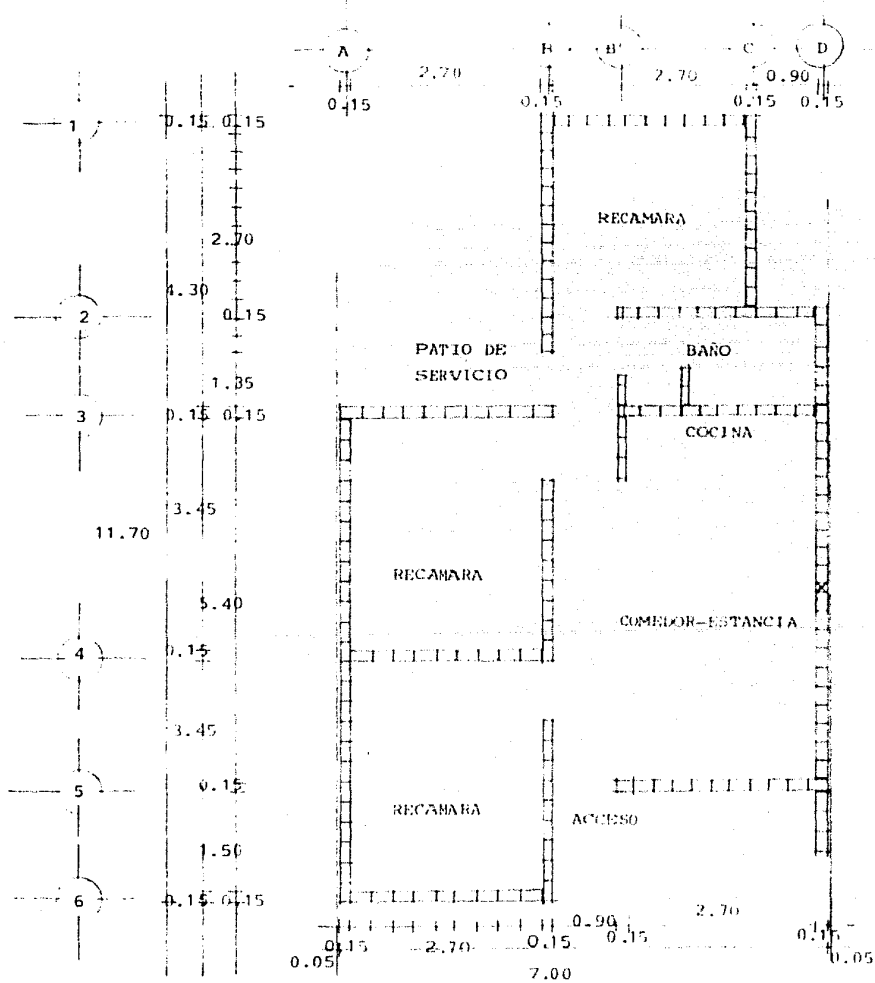 A B B' C D
2.70 2.70 0.90
0.15 0.15 0.15 0.15
1 0.15 0.15
RECAMARA
2.70
4.30
2 0.15
PATIO DE BAÑO
SERVICIO
1.35
3 0.15 0.15
COCINA
3.45
11.70
RECAMARA
5.40
COMEDOR-ESTANCIA
4 0.15
3.45
5 0.15
RECAMARA ACCESO
1.50
6 0.15 0.15
0.90 2.70
0.15 2.70 0.15 0.15 0.15
0.05 0.05
7.00